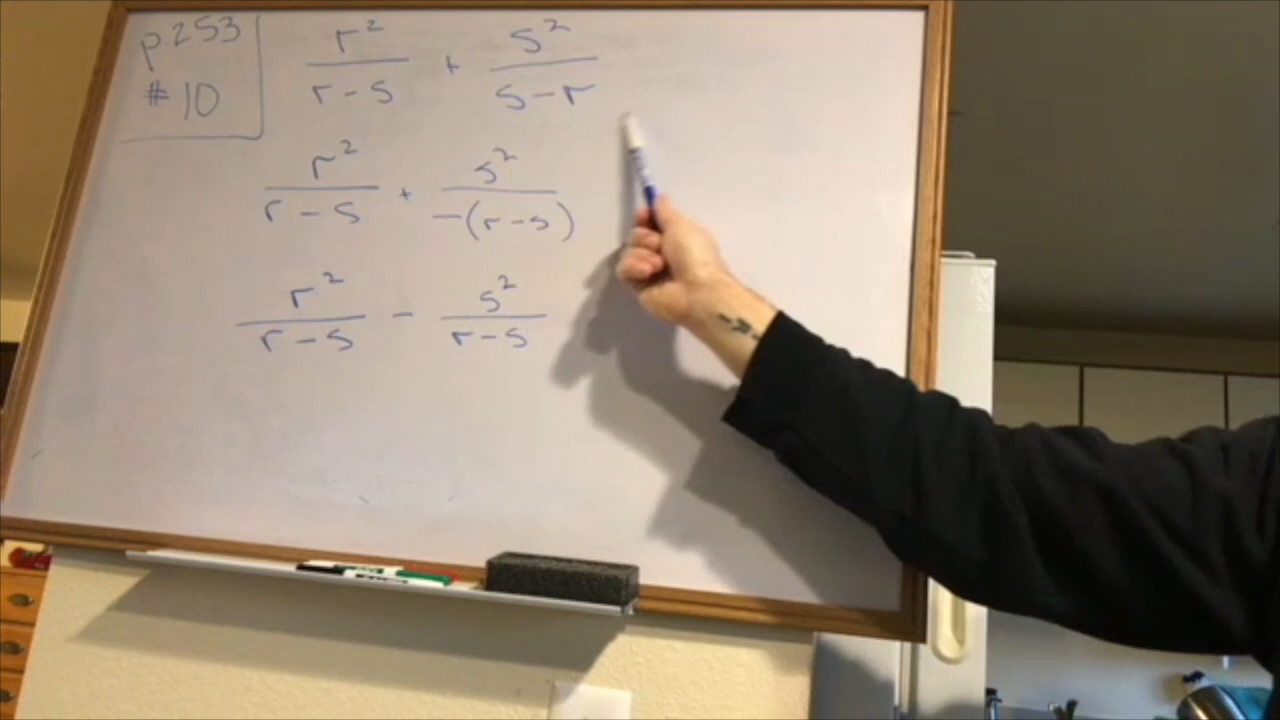 p.253
#10
r²/(r-s) + s²/(s-r)
r²/(r-s) + s²/-(r-s)
r²/(r-s) - s²/(r-s)